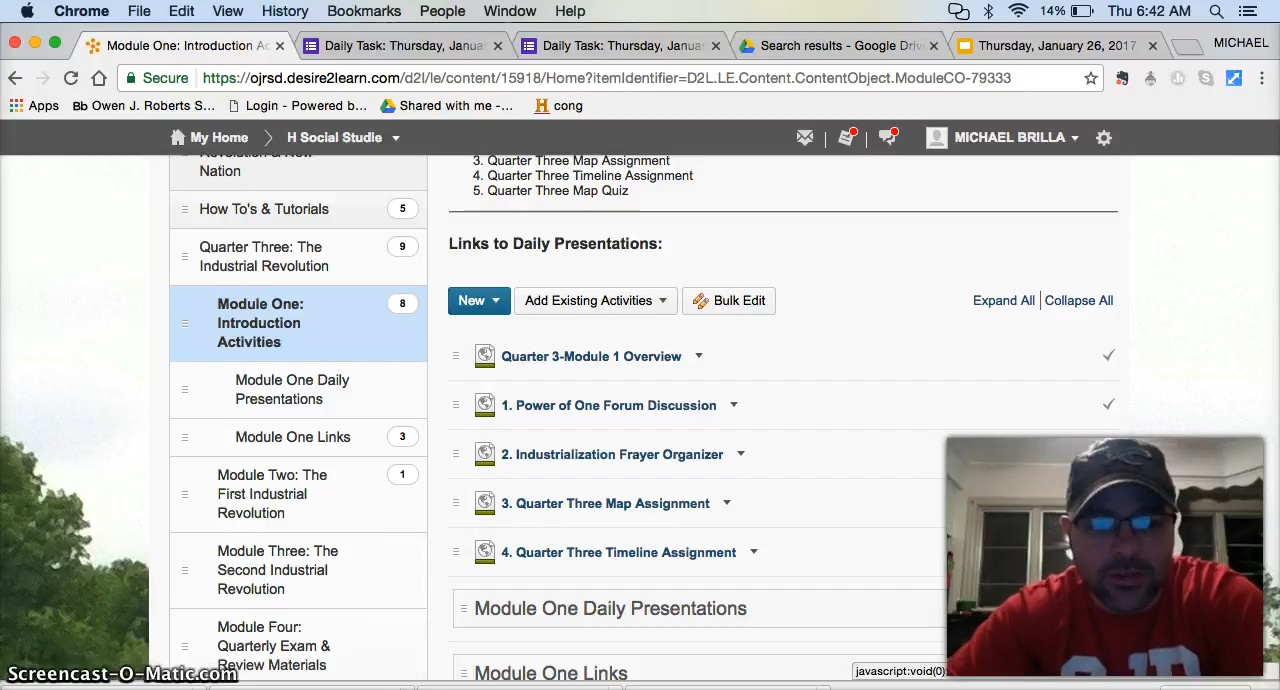 Chrome File Edit View History Bookmarks People Window Help 14% Thu 6:42 AM
Module One: Introduction Ac Daily Task: Thursday, Janua Daily Task: Thursday, Janua Search results - Google Driv Thursday, January 26, 2017 MICHAEL
Secure https://ojrsd.desire2learn.com/d2l/le/content/15918/Home?itemIdentifier=D2L.LE.Content.ContentObject.ModuleCO-79333
Apps Bb Owen J. Roberts S... Login - Powered b... Shared with me -... H cong
My Home H Social Studie MICHAEL BRILLA
Nation
How To's & Tutorials 5
Quarter Three: The 9
Industrial Revolution
Module One: 8
Introduction
Activities
Module One Daily
Presentations
Module One Links 3
Module Two: The 1
First Industrial
Revolution
Module Three: The
Second Industrial
Revolution
Module Four:
Quarterly Exam &
Review Materials
3. Quarter Three Map Assignment
4. Quarter Three Timeline Assignment
5. Quarter Three Map Quiz
Links to Daily Presentations:
New Add Existing Activities Bulk Edit Expand All Collapse All
Quarter 3-Module 1 Overview
1. Power of One Forum Discussion
2. Industrialization Frayer Organizer
3. Quarter Three Map Assignment
4. Quarter Three Timeline Assignment
Module One Daily Presentations
Module One Links
javascript:void(0)
Screencast-O-Matic.com